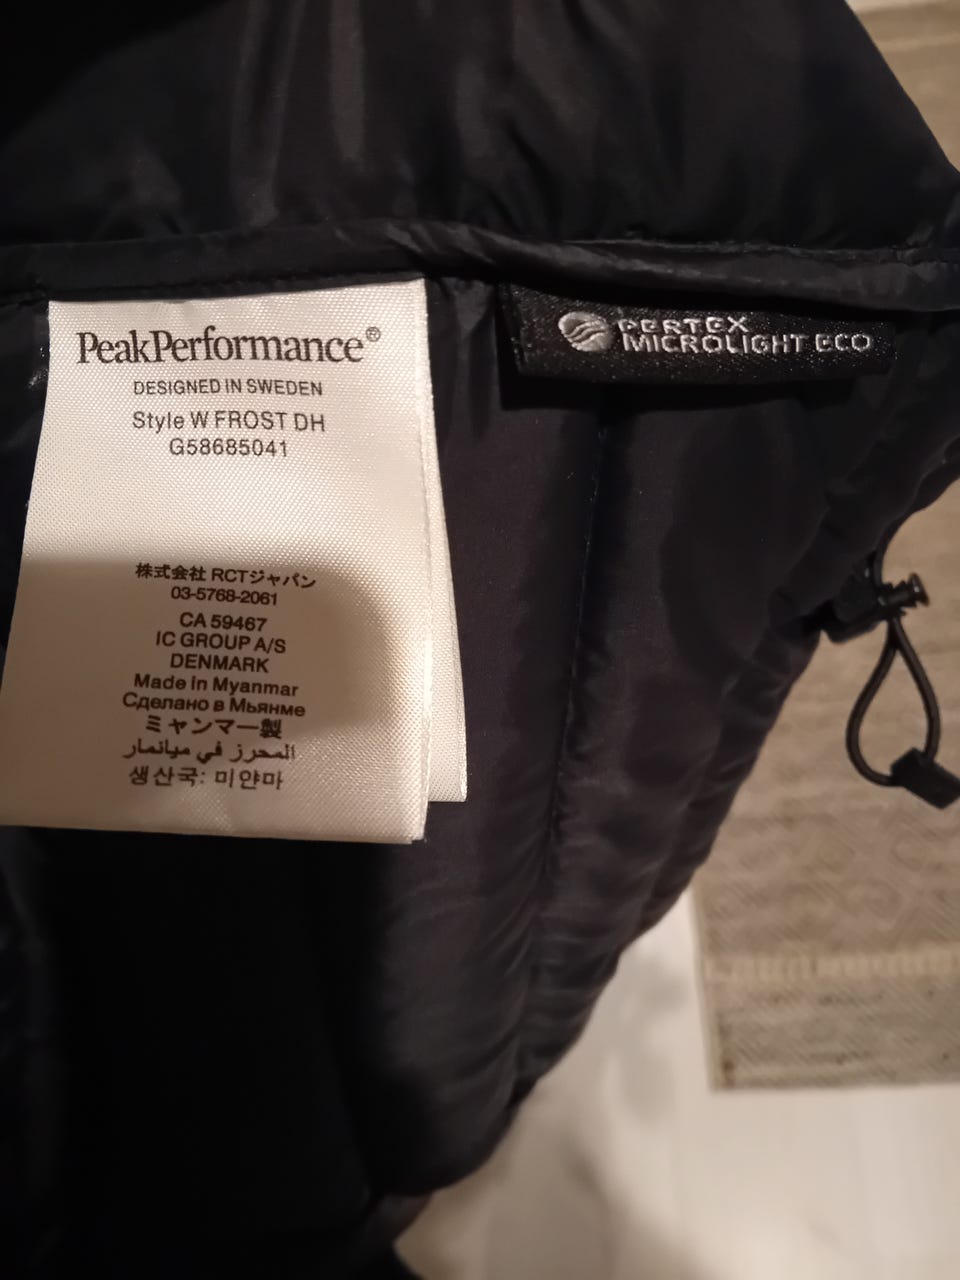 PeakPerformance®
DESIGNED IN SWEDEN
Style W FROST DH
G58685041
株式会社 RCTジャパン
03-5768-2061
CA 59467
IC GROUP A/S
DENMARK
Made in Myanmar
Сделано в Мьянме
ミャンマー製
المحرز في ميانمار
생산국: 미얀마
PERTEX
MICROLIGHT ECO